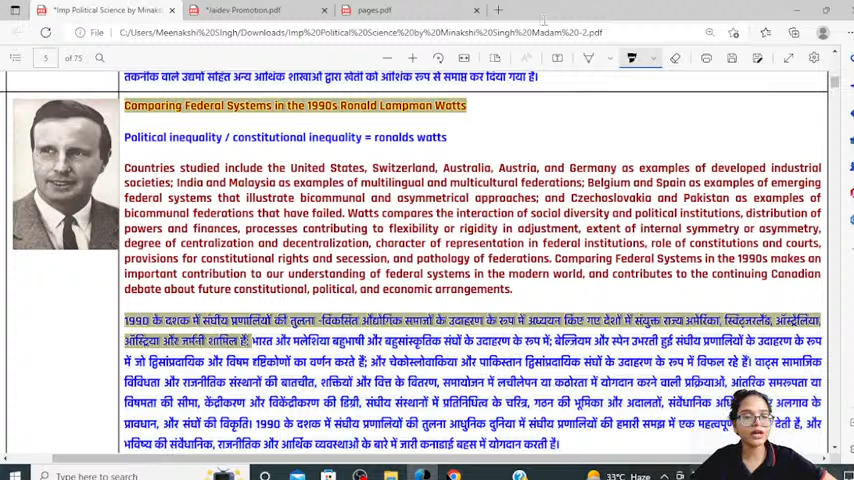 *Imp Political Science by Minaksh
*Jaidev Promotion.pdf
pages.pdf
File
C:/Users/Meenakshi%20SIngh/Downloads/Imp%20Political%20Science%20by%20Minakshi%20Singh%20Madam%20-2.pdf
5 of 75
तकनीक वाले उद्यमों सहित अन्य आर्थिक शाखाओं द्वारा खेती को आंशिक रूप से समाप्त कर दिया गया है।
Comparing Federal Systems in the 1990s Ronald Lampman Watts
Political inequality / constitutional inequality = ronalds watts
Countries studied include the United States, Switzerland, Australia, Austria, and Germany as examples of developed industrial
societies; India and Malaysia as examples of multilingual and multicultural federations; Belgium and Spain as examples of emerging
federal systems that illustrate bicommunal and asymmetrical approaches; and Czechoslovakia and Pakistan as examples of
bicommunal federations that have failed. Watts compares the interaction of social diversity and political institutions, distribution of
powers and finances, processes contributing to flexibility or rigidity in adjustment, extent of internal symmetry or asymmetry,
degree of centralization and decentralization, character of representation in federal institutions, role of constitutions and courts,
provisions for constitutional rights and secession, and pathology of federations. Comparing Federal Systems in the 1990s makes an
important contribution to our understanding of federal systems in the modern world, and contributes to the continuing Canadian
debate about future constitutional, political, and economic arrangements.
1990 के दशक में संघीय प्रणालियों की तुलना -विकसित औद्योगिक समाजों के उदाहरण के रूप में अध्ययन किए गए देशों में संयुक्त राज्य अमेरिका, स्विट्जरलैंड, ऑस्ट्रेलिया,
ऑस्ट्रिया और जर्मनी शामिल हैं; भारत और मलेशिया बहुभाषी और बहुसांस्कृतिक संघों के उदाहरण के रूप में; बेल्जियम और स्पेन उभरती हुई संघीय प्रणालियों के उदाहरण के रूप
में जो द्विसांप्रदायिक और विषम दृष्टिकोणों का वर्णन करते हैं; और चेकोस्लोवाकिया और पाकिस्तान द्विसांप्रदायिक संघों के उदाहरण के रूप में विफल रहे हैं। वाट्स सामाजिक
विविधता और राजनीतिक संस्थानों की बातचीत, शक्तियों और वित्त के वितरण, समायोजन में लचीलेपन या कठोरता में योगदान करने वाली प्रक्रियाओं, आंतरिक समरूपता या
विषमता की सीमा, केंद्रीकरण और विकेंद्रीकरण की डिग्री, संघीय संस्थानों में प्रतिनिधित्व के चरित्र, गठन की भूमिका और अदालतों, संवैधानिक अलगाव के
प्रावधान, और संघों की विकृति। 1990 के दशक में संघीय प्रणालियों की तुलना आधुनिक दुनिया में संघीय प्रणालियों की हमारी समझ में एक देती है, और
भविष्य की संवैधानिक, राजनीतिक और आर्थिक व्यवस्थाओं के बारे में जारी कनाडाई बहस में योगदान करती है।
Type here to search
33°C Haze